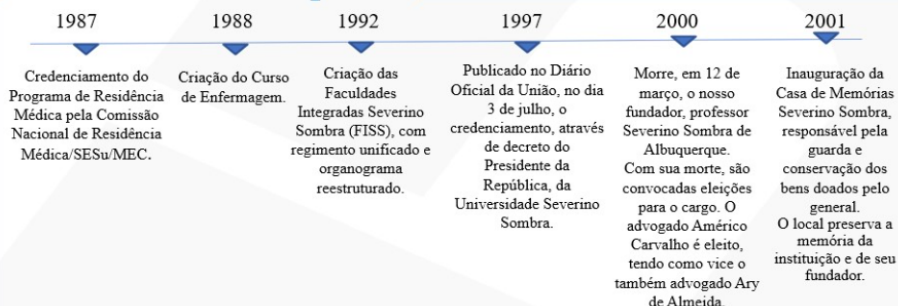 1987
Credenciamento do
Programa de Residência
Médica pela Comissão
Nacional de Residência
Médica/SESu/MEC.
1988
Criação do Curso
de Enfermagem.
1992
Criação das
Faculdades
Integradas Severino
Sombra (FISS), com
regimento unificado e
organograma
reestruturado.
1997
Publicado no Diário
Oficial da União, no dia
3 de julho, o
credenciamento, através
de decreto do
Presidente da
República, da
Universidade Severino
Sombra.
2000
Morre, em 12 de
março, o nosso
fundador, professor
Severino Sombra de
Albuquerque.
Com sua morte, são
convocadas eleições
para o cargo. O
advogado Américo
Carvalho é eleito,
tendo como vice o
também advogado Ary
de Almeida.
2001
Inauguração da
Casa de Memórias
Severino Sombra,
responsável pela
guarda e
conservação dos
bens doados pelo
general.
O local preserva a
memória da
instituição e de seu
fundador.